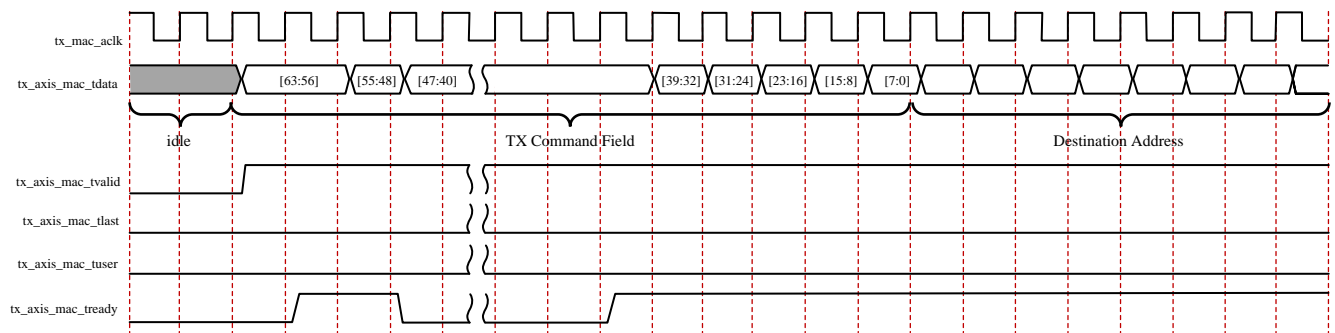 tx_mac_aclk
tx_axis_mac_tdata [63:56] [55:48] [47:40] [39:32] [31:24] [23:16] [15:8] [7:0]
idle TX Command Field Destination Address
tx_axis_mac_tvalid
tx_axis_mac_tlast
tx_axis_mac_tuser
tx_axis_mac_tready